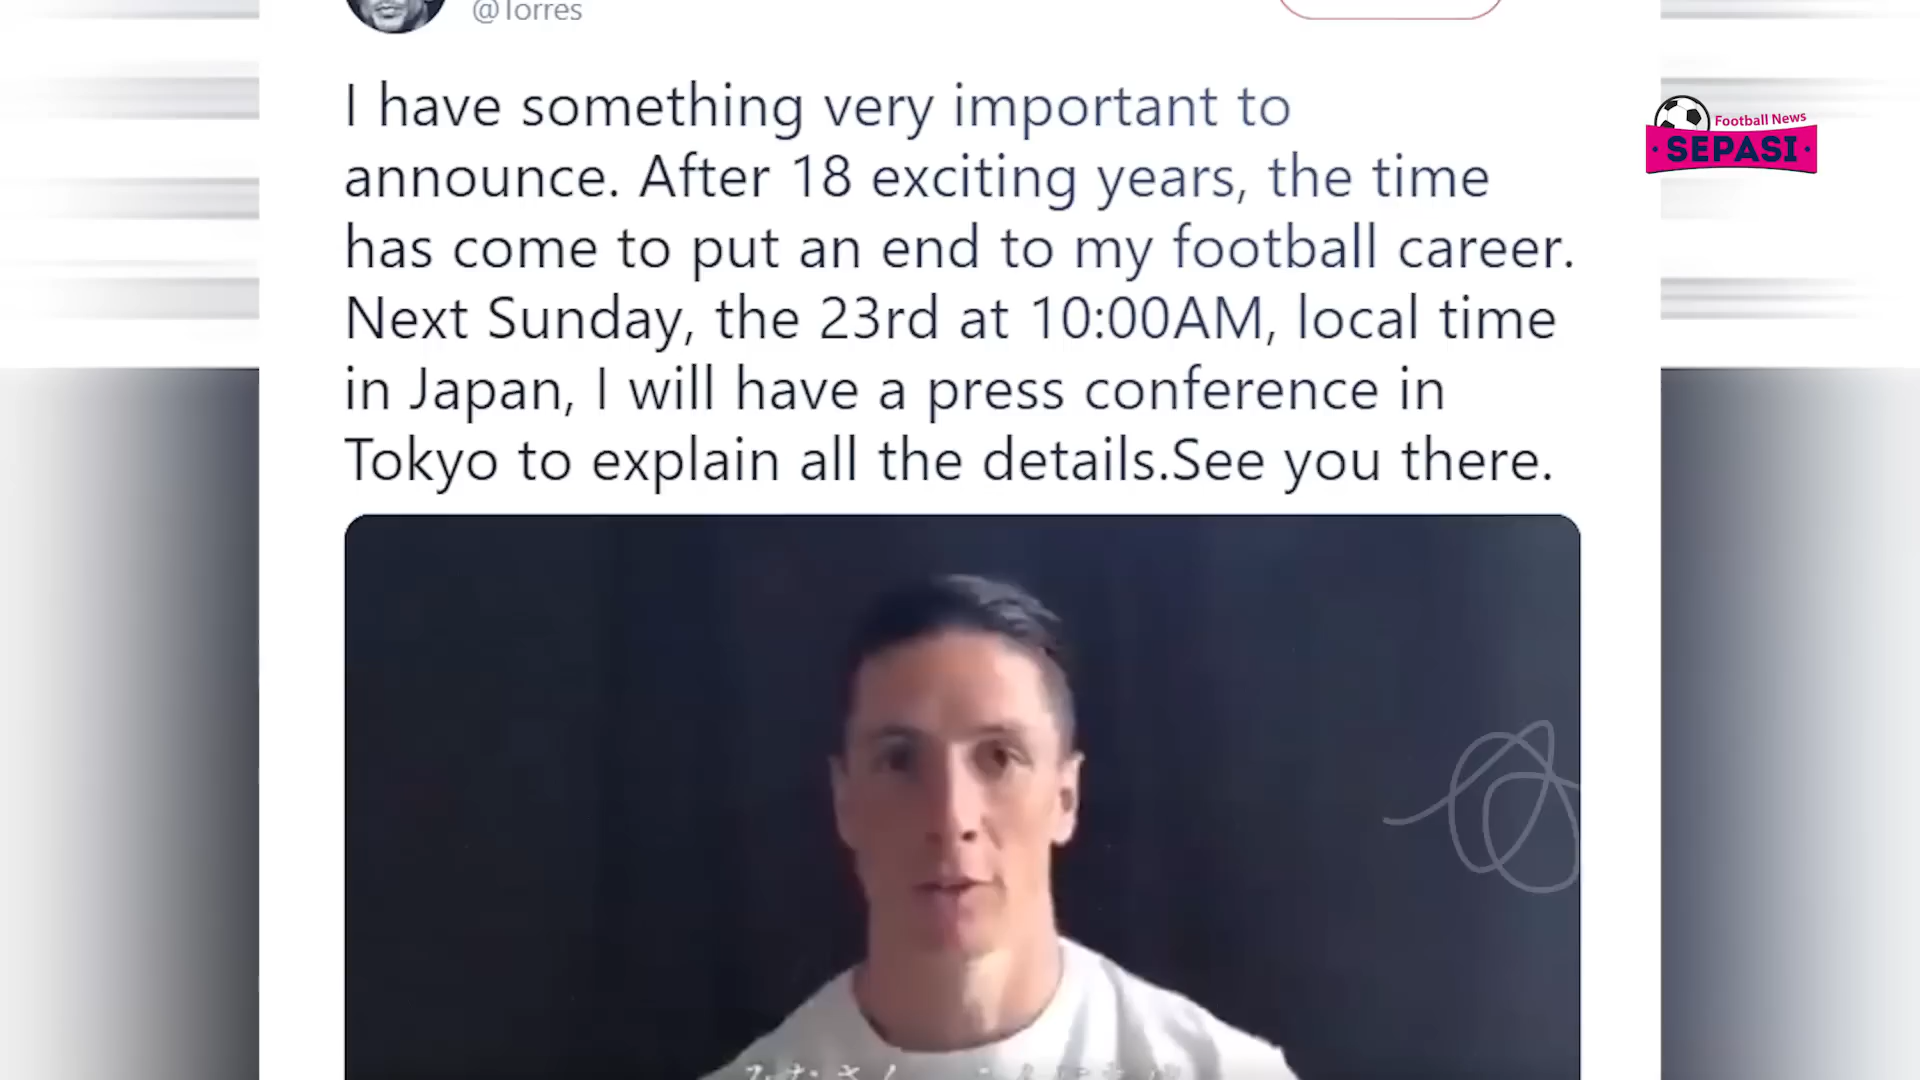 @Torres
I have something very important to
announce. After 18 exciting years, the time
has come to put an end to my football career.
Next Sunday, the 23rd at 10:00AM, local time
in Japan, I will have a press conference in
Tokyo to explain all the details.See you there.
Football News
SEPASI